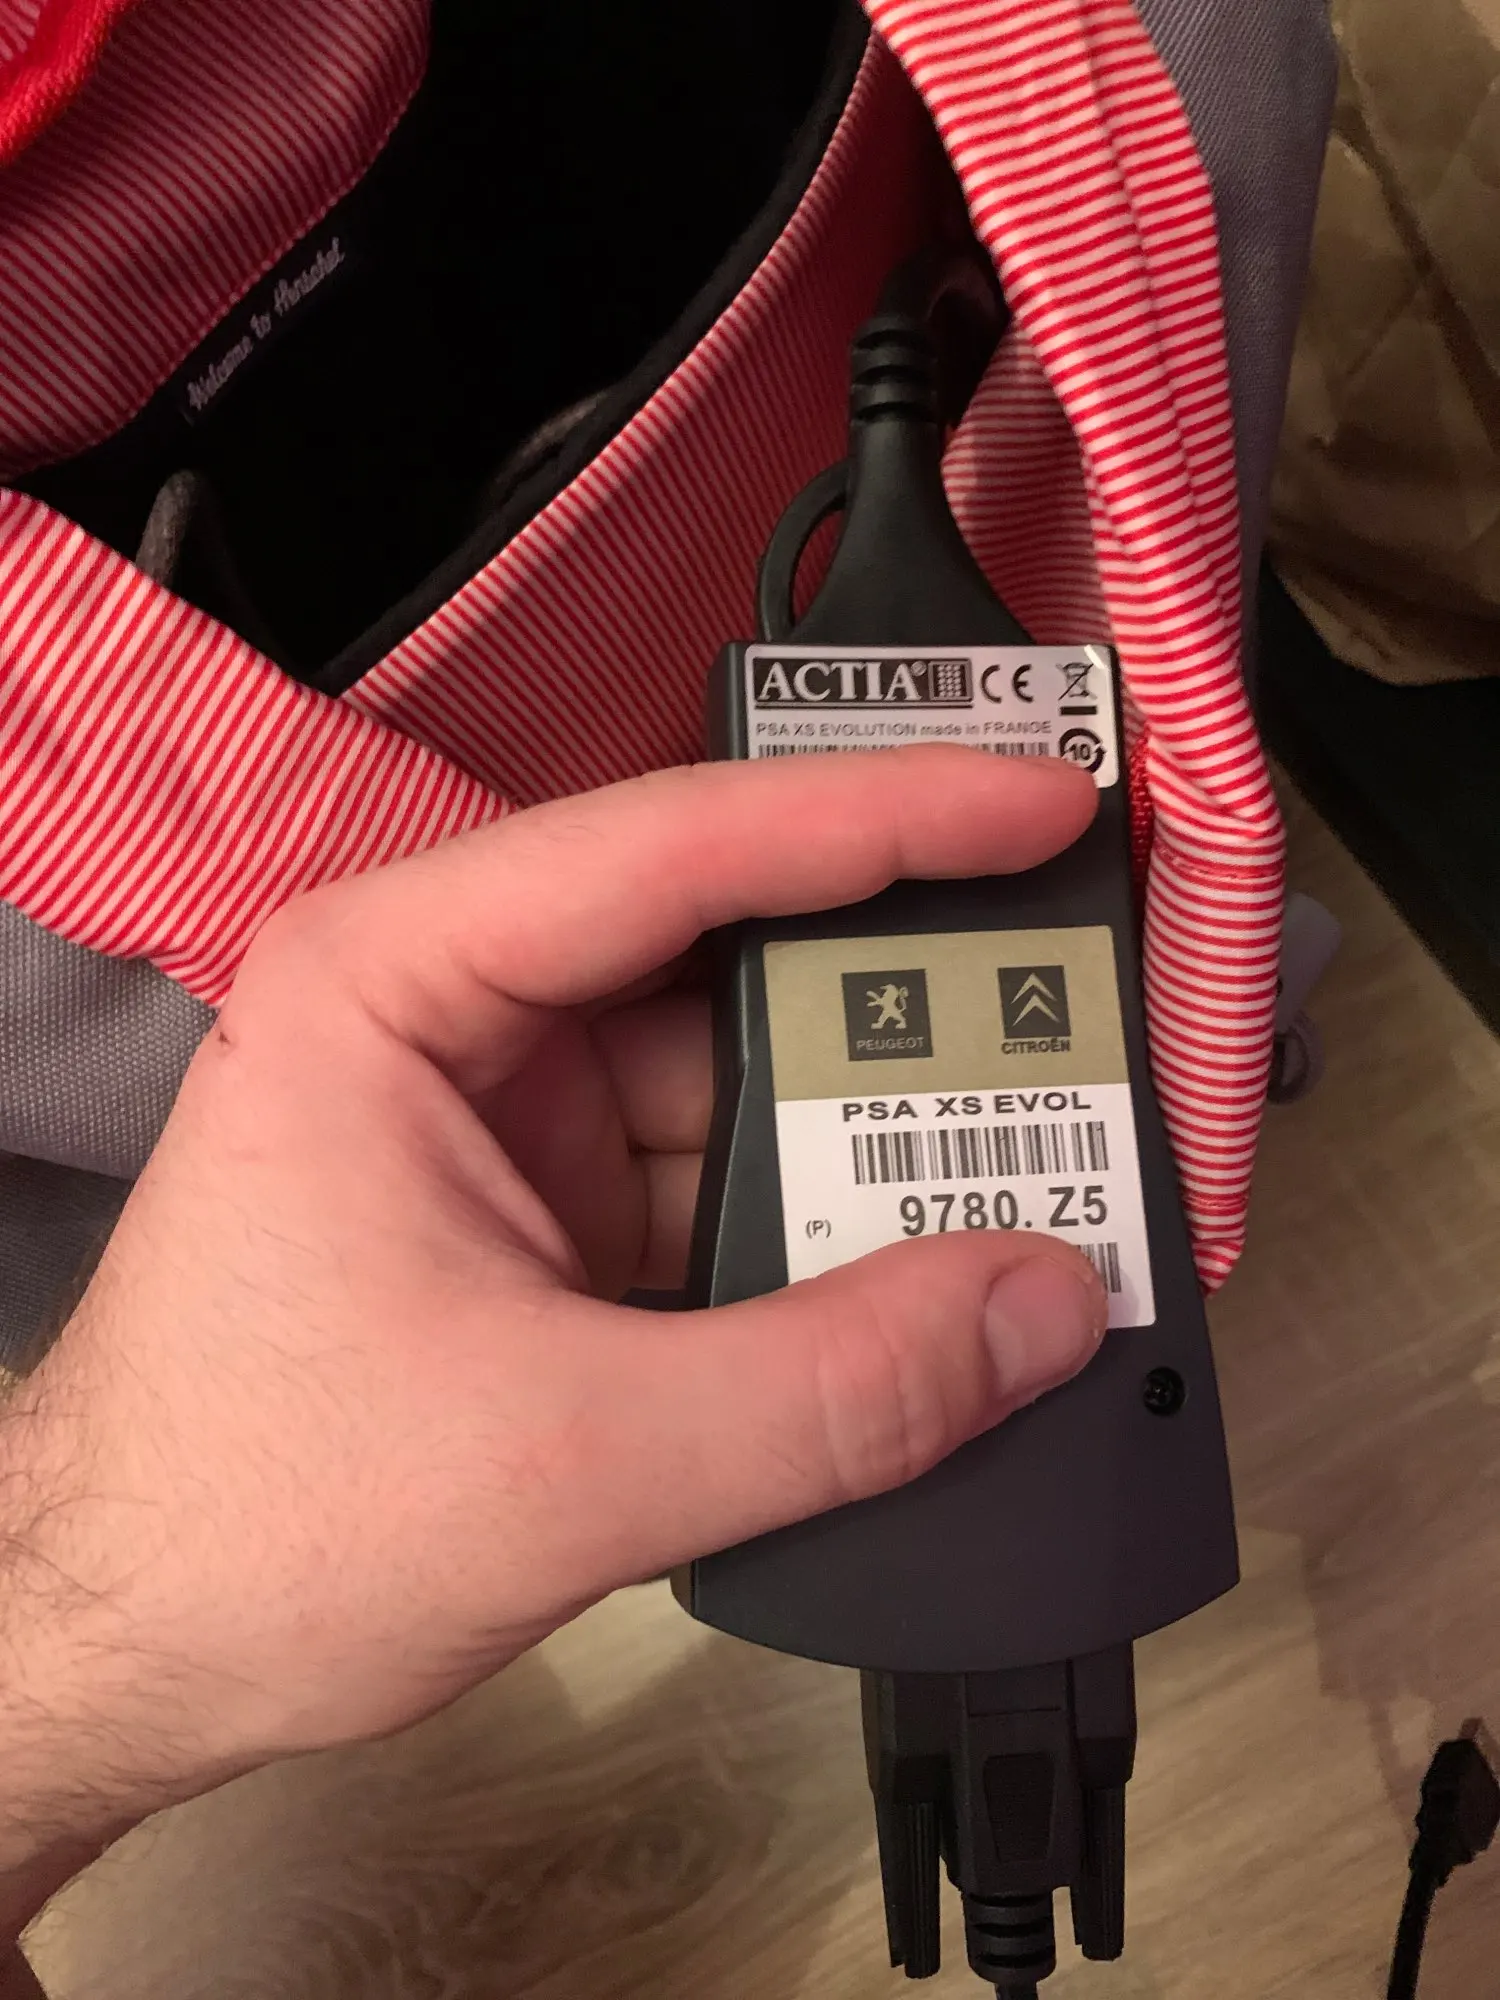 Welcome to Herschel
ACTIA® CE
PSA XS EVOLUTION made in FRANCE
10
PEUGEOT
CITROËN
PSA XS EVOL
(P) 9780. Z5